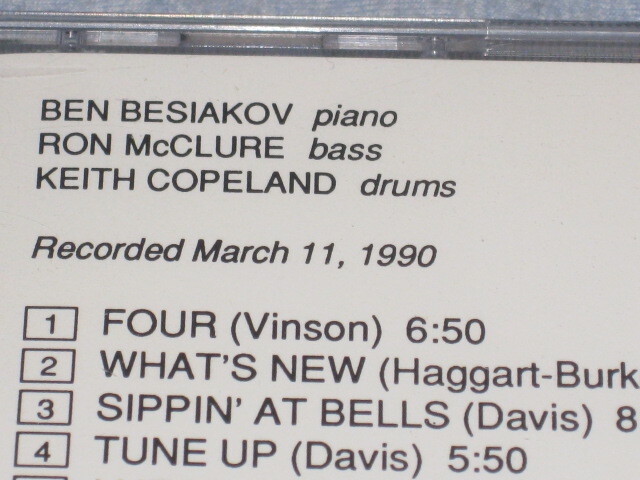 BEN BESIAKOV piano
RON McCLURE bass
KEITH COPELAND drums
Recorded March 11, 1990
1 FOUR (Vinson) 6:50
2 WHAT'S NEW (Haggart-Burk
3 SIPPIN' AT BELLS (Davis) 8
4 TUNE UP (Davis) 5:50